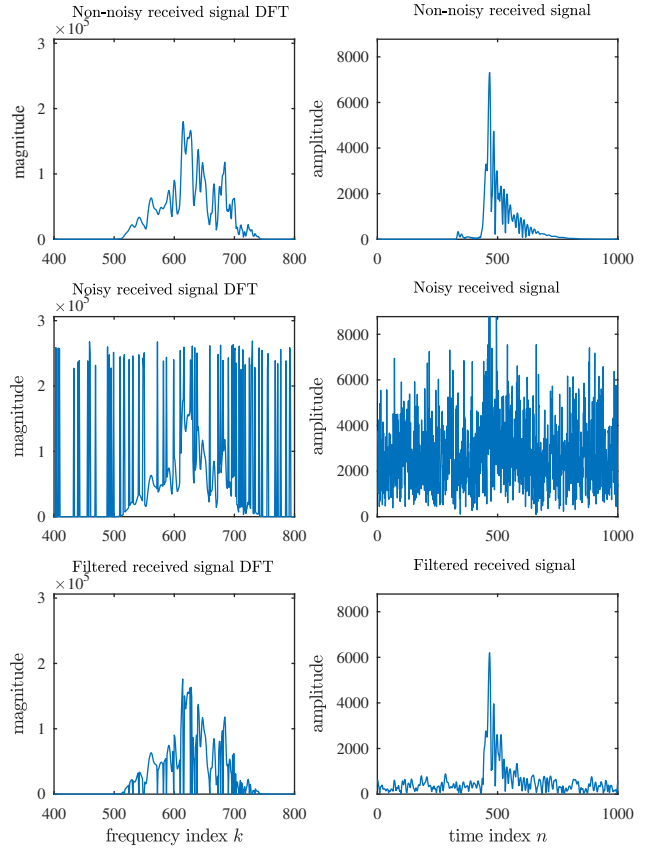 Non-noisy received signal DFT
×10^5
3
2
1
0
magnitude
400 500 600 700 800
Non-noisy received signal
8000
6000
4000
2000
0
amplitude
0 500 1000
Noisy received signal DFT
×10^5
3
2
1
0
magnitude
400 500 600 700 800
Noisy received signal
8000
6000
4000
2000
0
amplitude
0 500 1000
Filtered received signal DFT
×10^5
3
2
1
0
magnitude
400 500 600 700 800
frequency index k
Filtered received signal
8000
6000
4000
2000
0
amplitude
0 500 1000
time index n